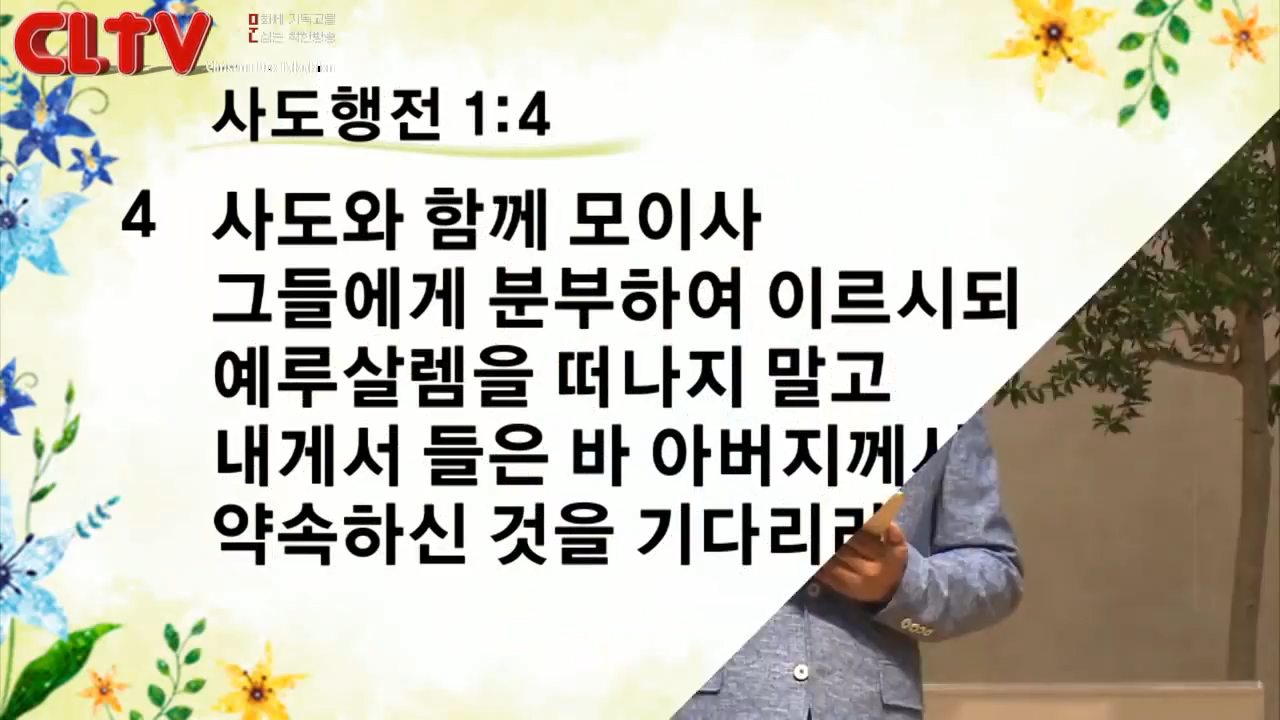 CLTV
사도행전 1:4
4 사도와 함께 모이사
그들에게 분부하여 이르시되
예루살렘을 떠나지 말고
내게서 들은 바 아버지께서
약속하신 것을 기다리라